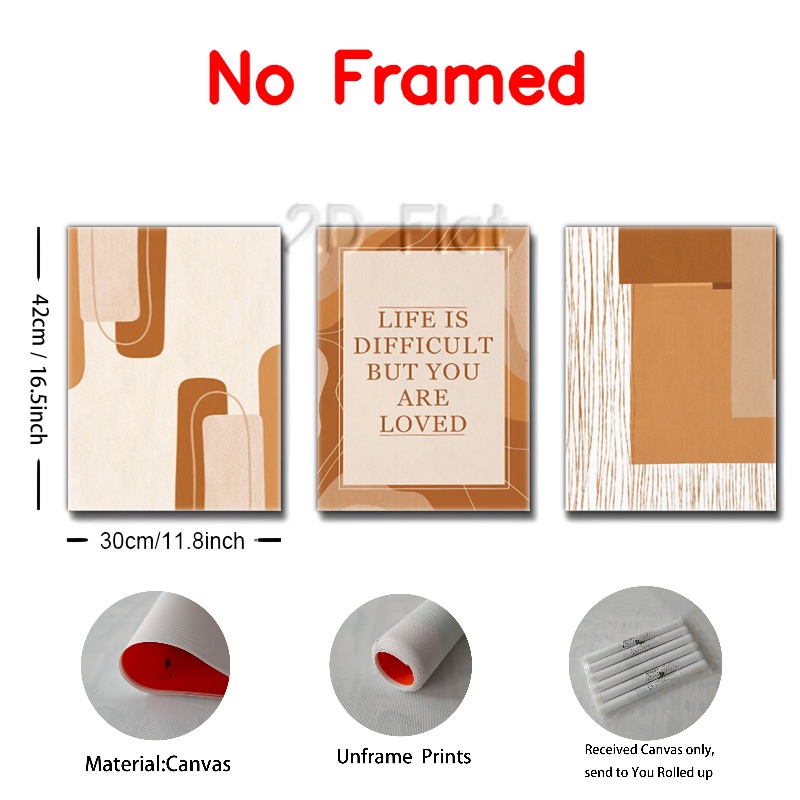 No Framed
2D Flat
42cm / 16.5inch
LIFE IS
DIFFICULT
BUT YOU
ARE
LOVED
30cm/11.8inch
Material:Canvas
Unframe Prints
Received Canvas only,
send to You Rolled up